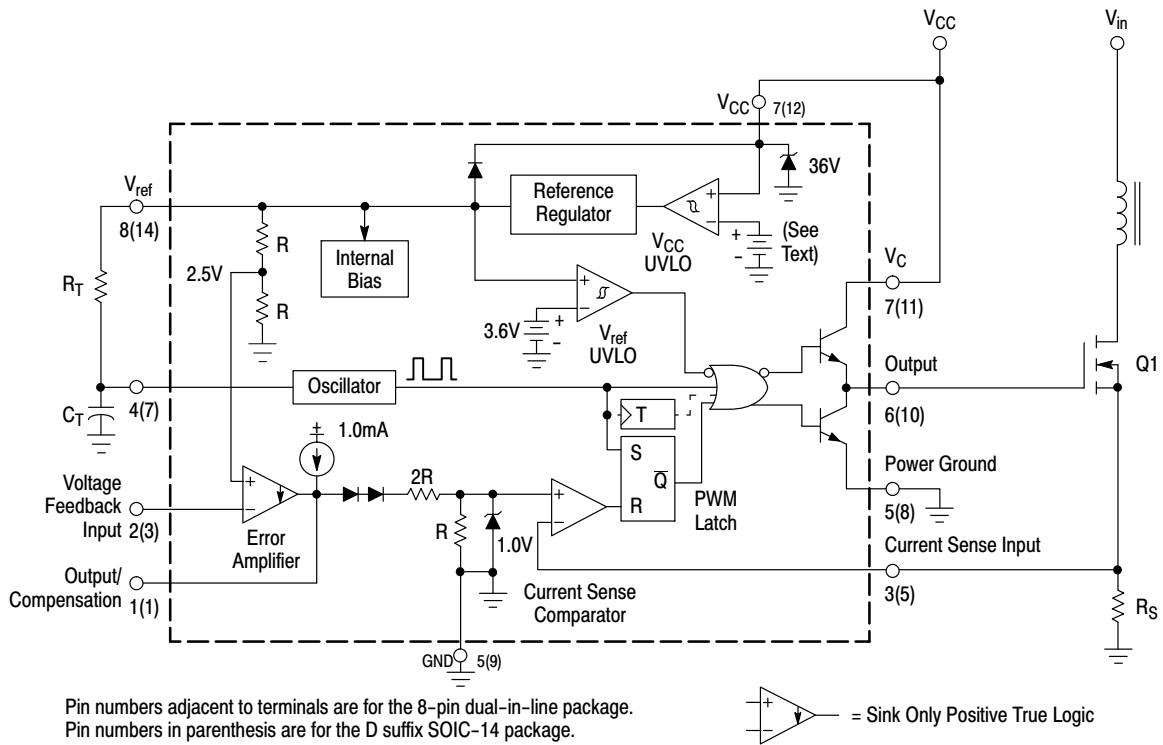 VCC
Vin
VCC 7(12)
36V
Vref
8(14)
Reference
Regulator
+
−
+
−
(See
Text)
VCC
UVLO
R
Internal
Bias
2.5V
RT
R
+
−
3.6V
+
−
Vref
UVLO
VC
7(11)
Output
6(10)
Q1
Oscillator
4(7)
CT
T
±
1.0mA
S
Q
R
PWM
Latch
2R
Power Ground
5(8)
Voltage
Feedback
Input 2(3)
+
−
Error
Amplifier
R
1.0V
+
−
Current Sense
Comparator
Current Sense Input
3(5)
Output/
Compensation 1(1)
RS
GND 5(9)
Pin numbers adjacent to terminals are for the 8−pin dual−in−line package.
Pin numbers in parenthesis are for the D suffix SOIC−14 package.
+
−
= Sink Only Positive True Logic